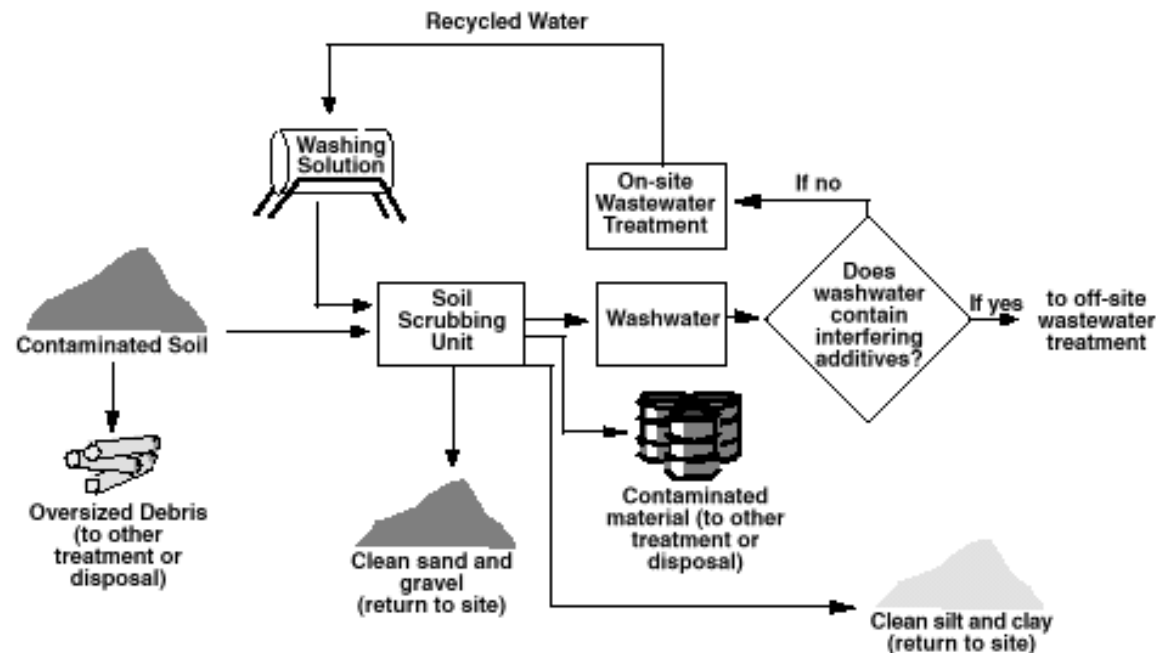 Recycled Water
Washing
Solution
On-site
Wastewater
Treatment
If no
Does
washwater
contain
interfering
additives?
If yes
to off-site
wastewater
treatment
Contaminated Soil
Soil
Scrubbing
Unit
Washwater
Oversized Debris
(to other
treatment or
disposal)
Clean sand and
gravel
(return to site)
Contaminated
material (to other
treatment or
disposal)
Clean silt and clay
(return to site)